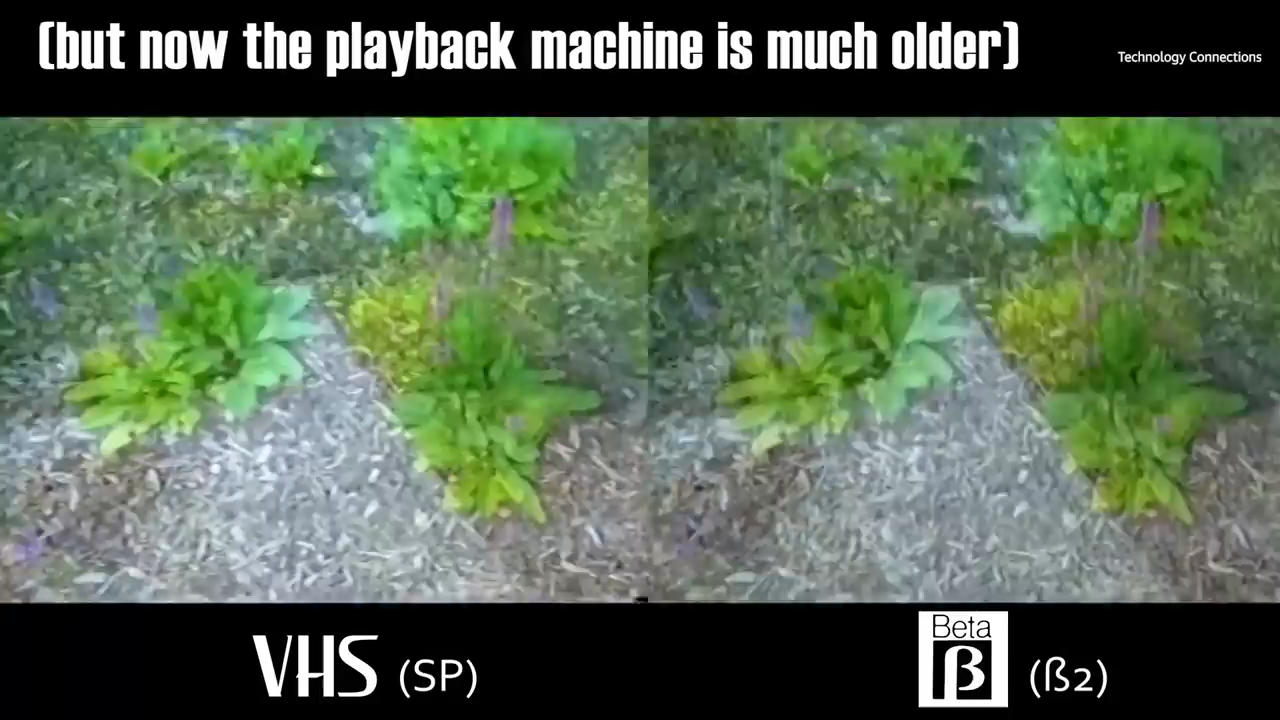 (but now the playback machine is much older)
Technology Connections
VHS (SP)
Beta
β (ß2)